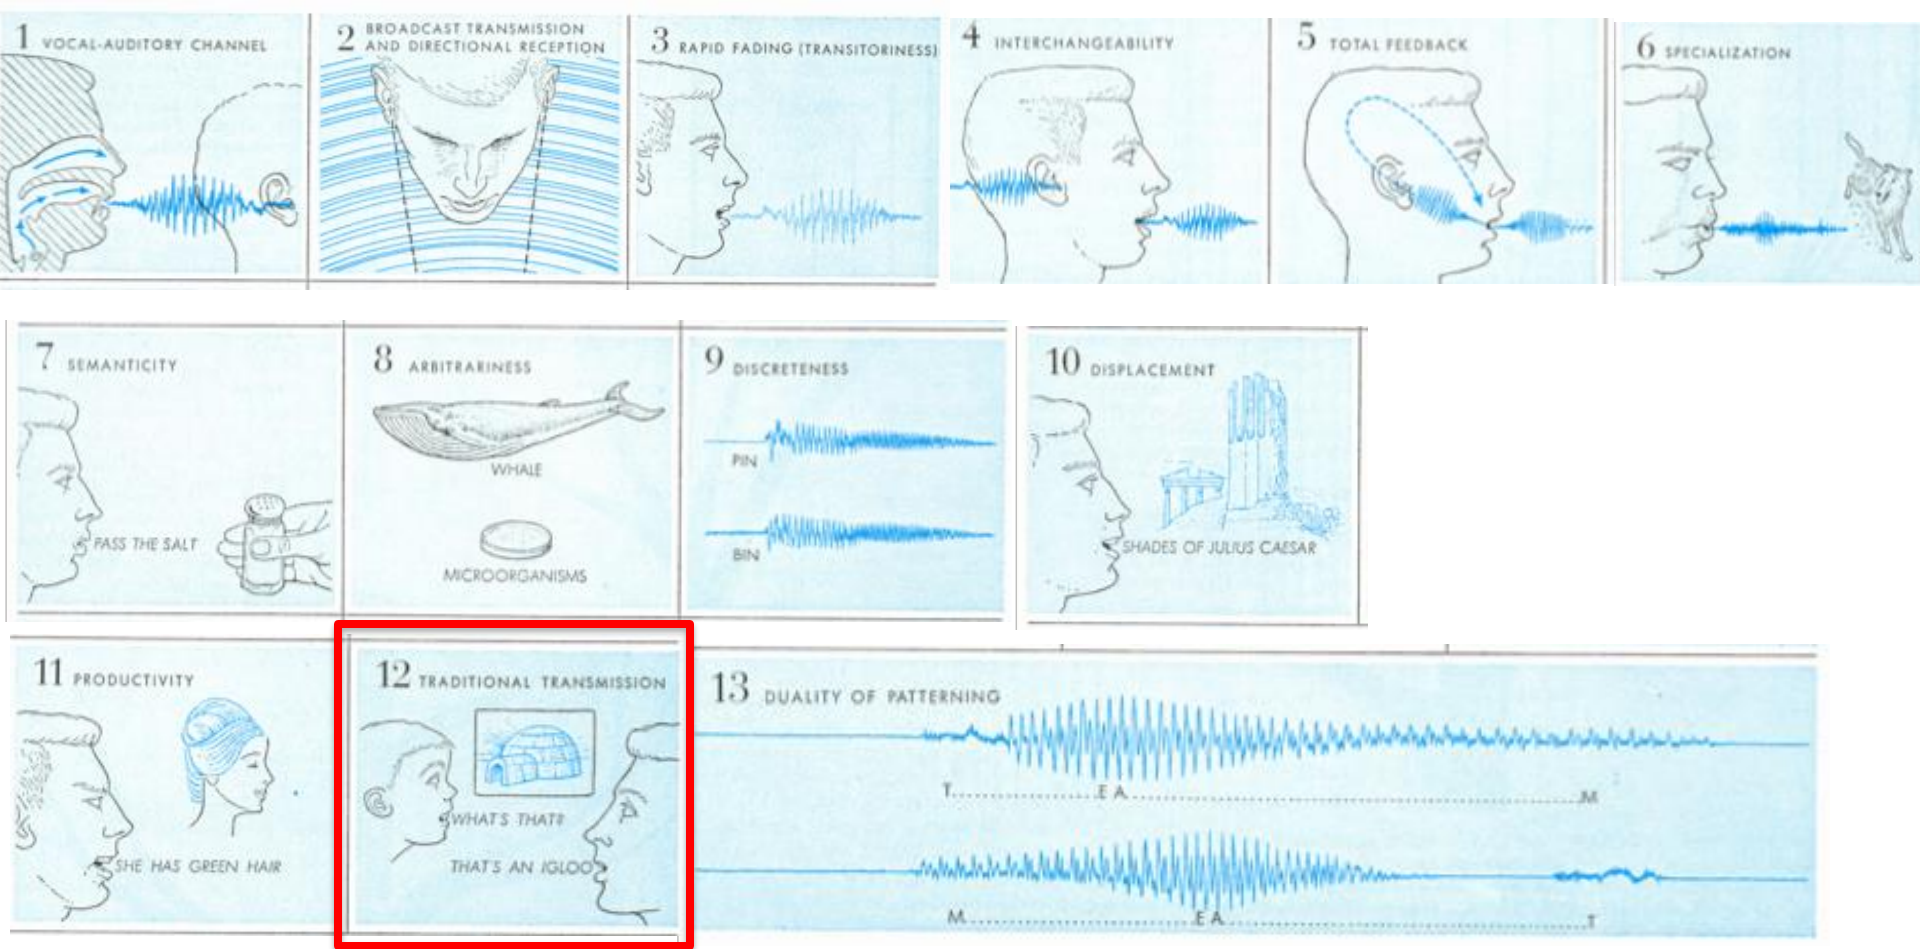 1 VOCAL-AUDITORY CHANNEL
2 BROADCAST TRANSMISSION
AND DIRECTIONAL RECEPTION
3 RAPID FADING (TRANSITORINESS)
4 INTERCHANGEABILITY
5 TOTAL FEEDBACK
6 SPECIALIZATION
7 SEMANTICITY
PASS THE SALT
8 ARBITRARINESS
WHALE
MICROORGANISMS
9 DISCRETENESS
PIN
BIN
10 DISPLACEMENT
SHADES OF JULIUS CAESAR
11 PRODUCTIVITY
SHE HAS GREEN HAIR
12 TRADITIONAL TRANSMISSION
WHAT'S THAT?
THAT'S AN IGLOO
13 DUALITY OF PATTERNING
T EA M
M EA T